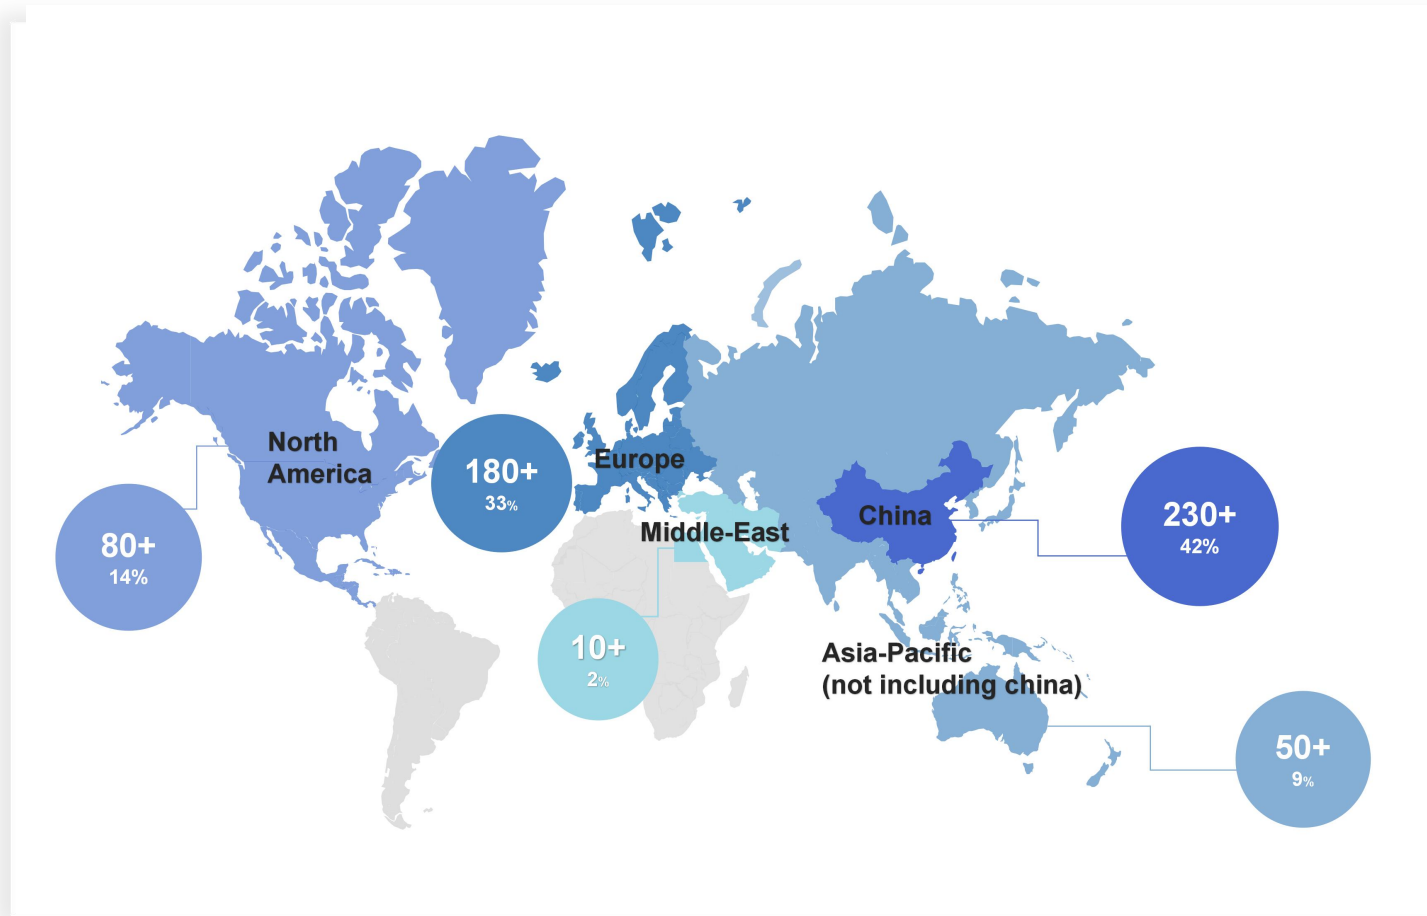 North
America
80+
14%
180+
33%
Europe
Middle-East
10+
2%
China
230+
42%
Asia-Pacific
(not including china)
50+
9%